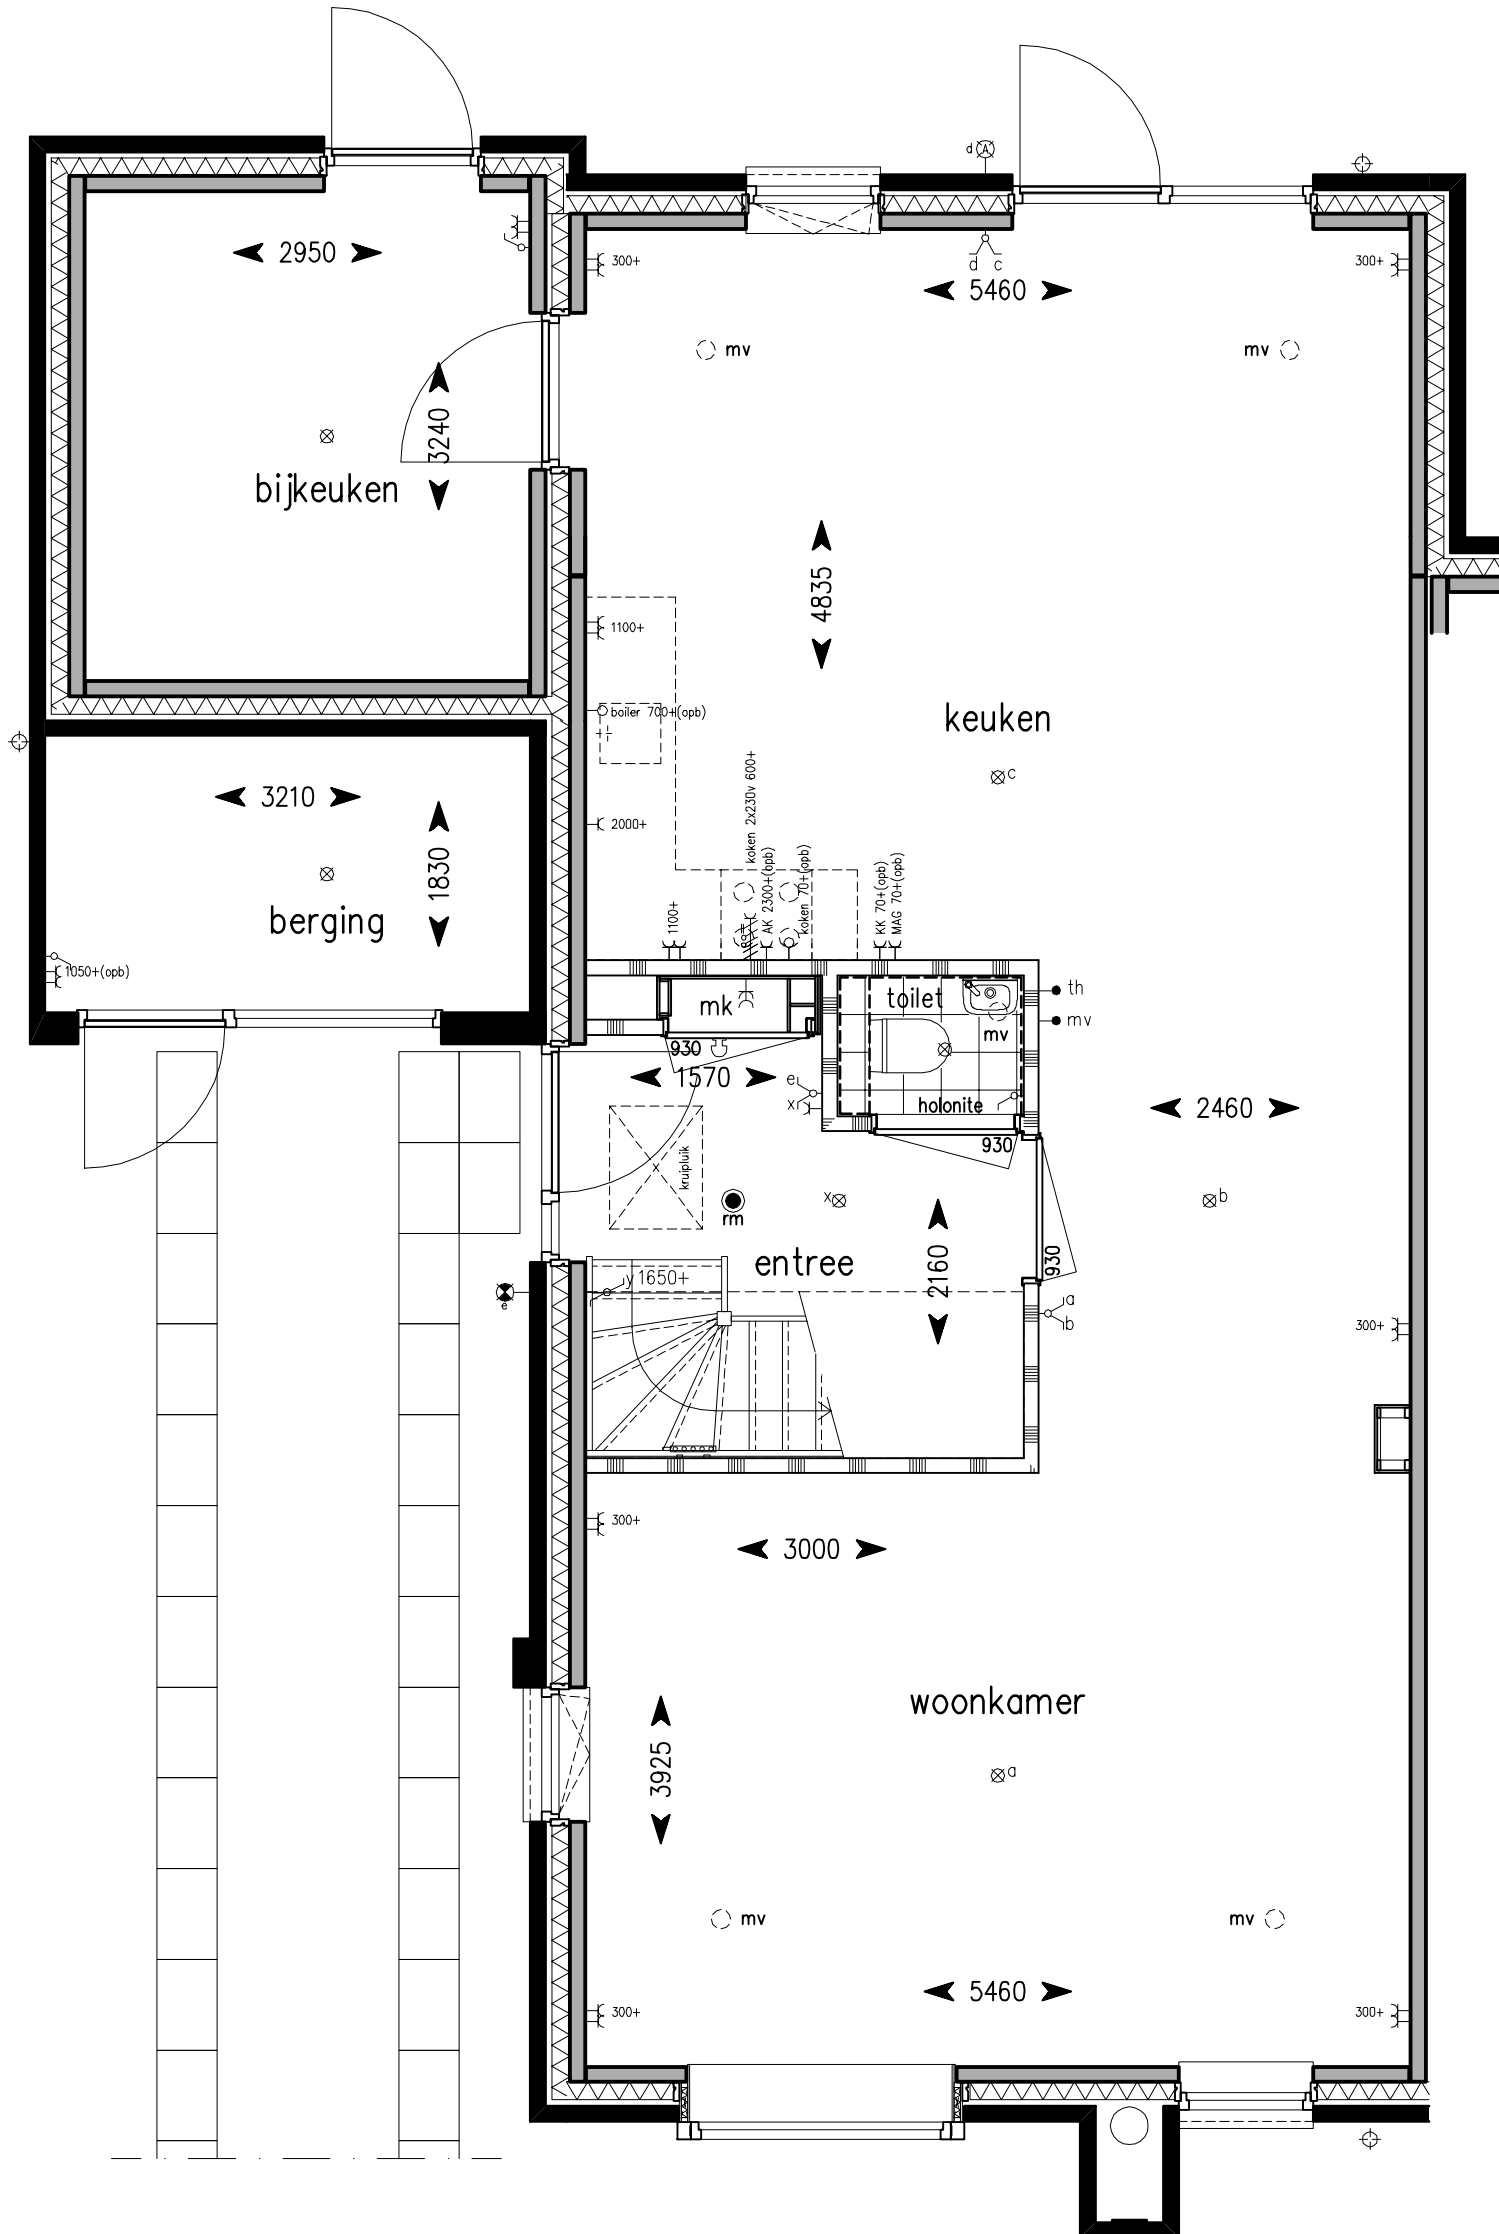 d A
2950
300+
300+
d c
5460
mv
mv
3240
bijkeuken
4835
1100+
boiler 700+(opb)
keuken
c
koken 2x230v 600+
3210
2000+
1830
berging
1100+
AK 2300+(opb)
koken 70+(opb)
KK 70+(opb)
MAG 70+(opb)
1050+(opb)
mk
toilet
th
mv
mv
930
1570
e
x
holonite
2460
930
kruipluik
rm
x
b
entree
2160
930
y 1650+
e
a
b
300+
300+
3000
woonkamer
3925
a
mv
mv
5460
300+
300+